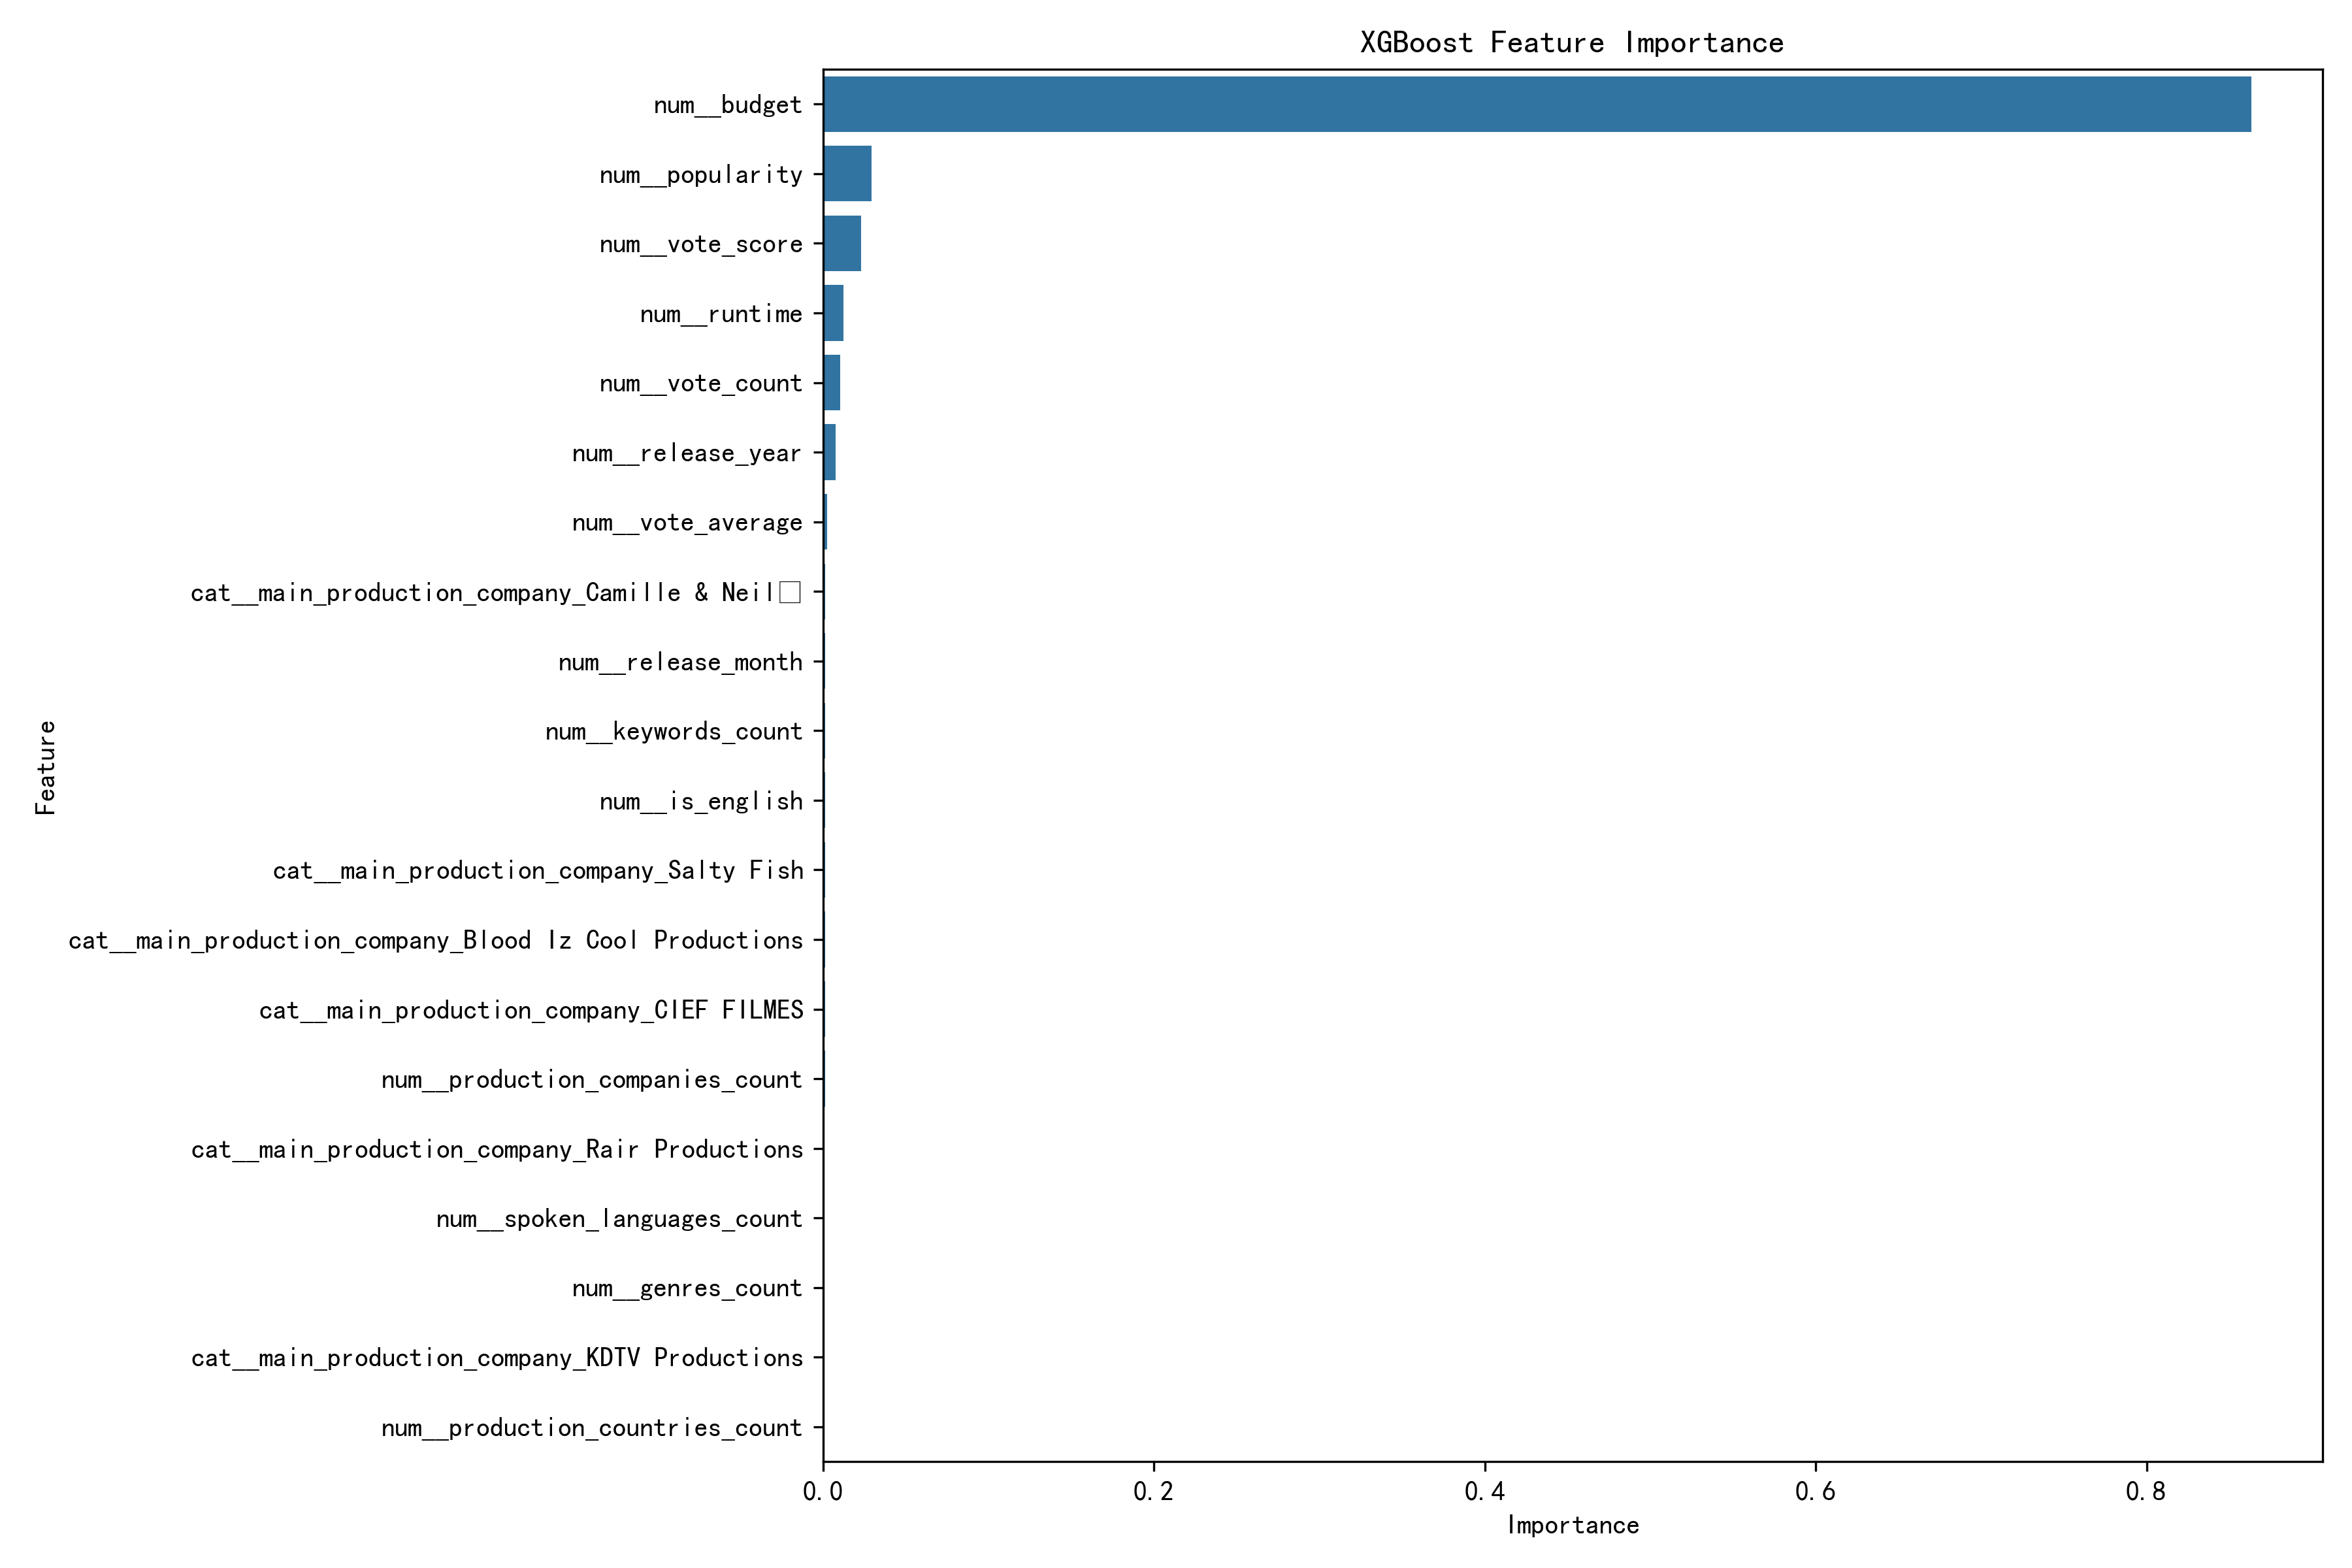 XGBoost Feature Importance
num__budget
num__popularity
num__vote_score
num__runtime
num__vote_count
num__release_year
num__vote_average
cat__main_production_company_Camille & Neil□
num__release_month
num__keywords_count
num__is_english
cat__main_production_company_Salty Fish
cat__main_production_company_Blood Iz Cool Productions
cat__main_production_company_CIEF FILMES
num__production_companies_count
cat__main_production_company_Rair Productions
num__spoken_languages_count
num__genres_count
cat__main_production_company_KDTV Productions
num__production_countries_count
Feature
0.0 0.2 0.4 0.6 0.8
Importance